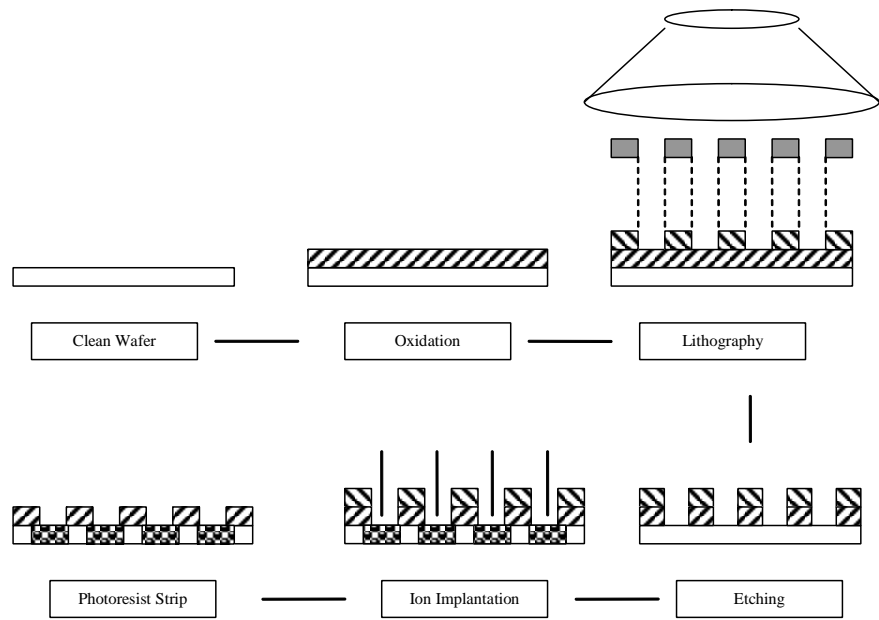 Clean Wafer
Oxidation
Lithography
Photoresist Strip
Ion Implantation
Etching